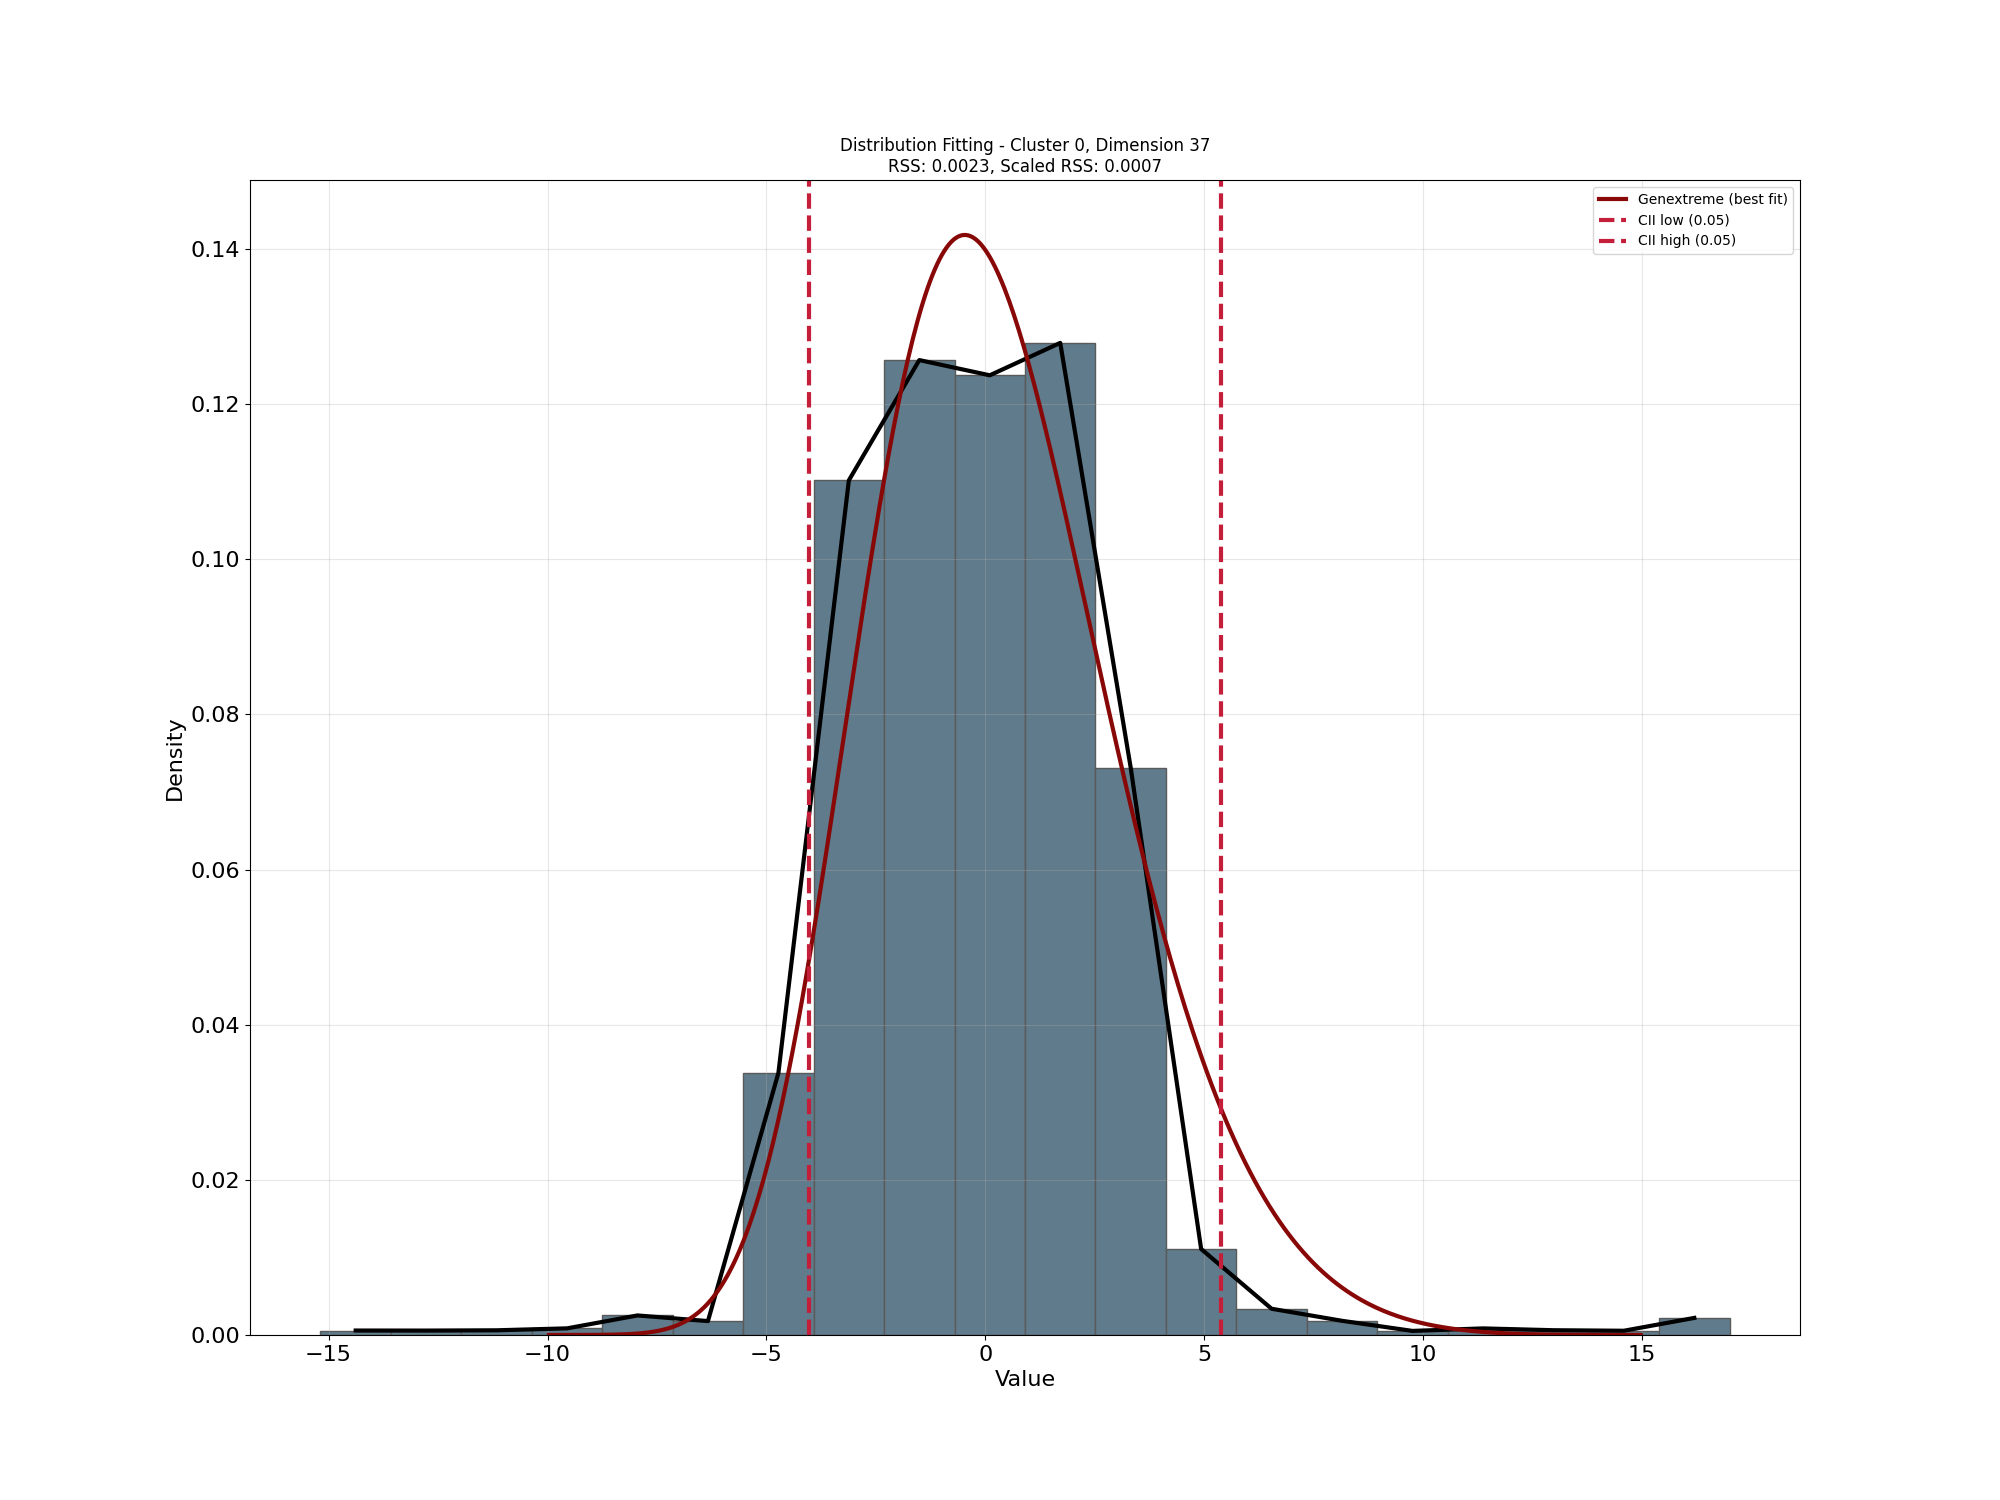 Distribution Fitting - Cluster 0, Dimension 37
RSS: 0.0023, Scaled RSS: 0.0007
Genextreme (best fit)
CII low (0.05)
CII high (0.05)
0.14
0.12
0.10
0.08
0.06
0.04
0.02
0.00
Density
−15 −10 −5 0 5 10 15
Value